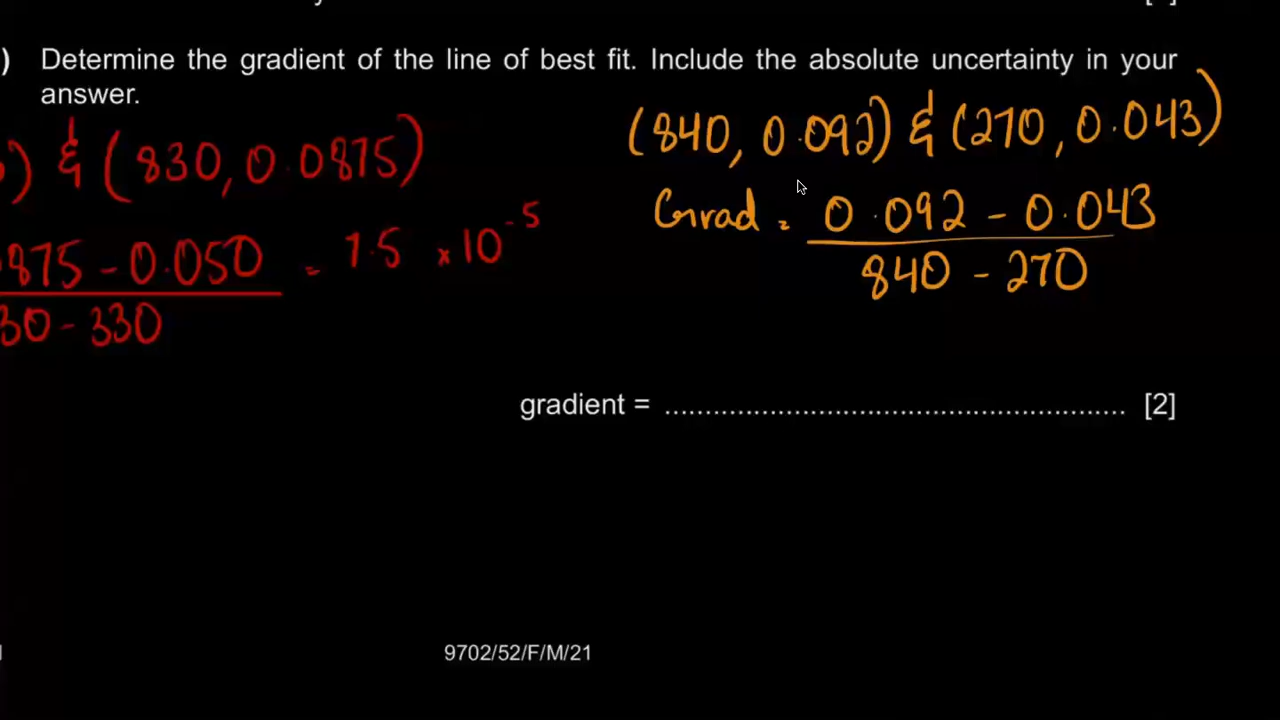 ) Determine the gradient of the line of best fit. Include the absolute uncertainty in your
answer.
) & (830, 0.0875)
875 - 0.050 = 7.5 × 10^-5
30 - 330
(840, 0.092) & (270, 0.043)
Grad = 0.092 - 0.043
840 - 270
gradient = .......................................................... [2]
9702/52/F/M/21